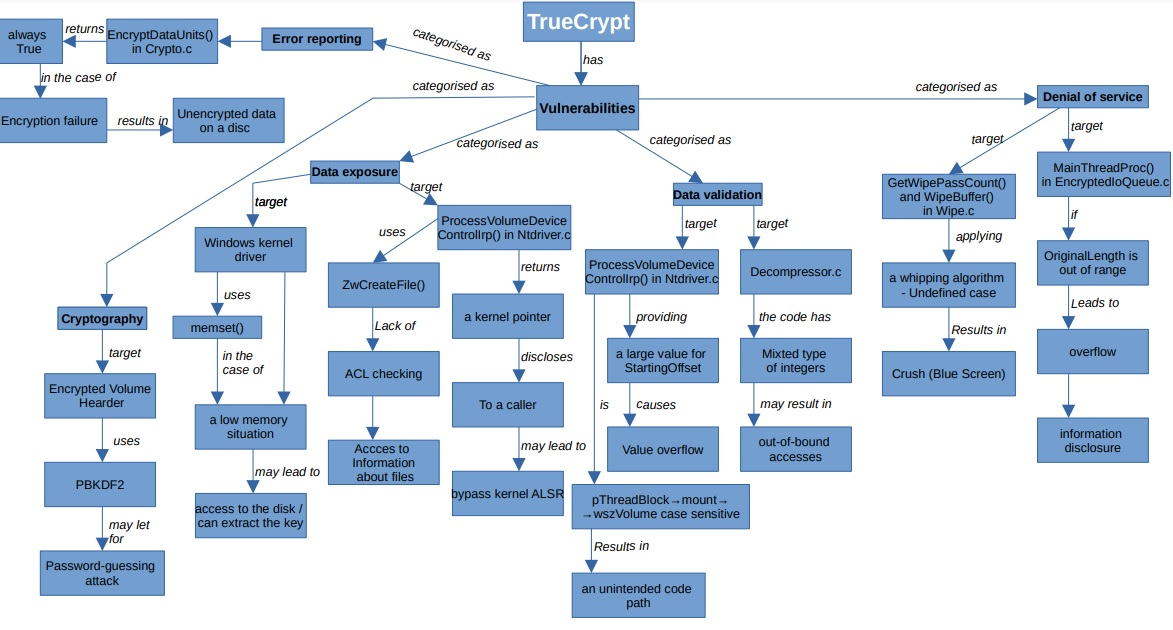 TrueCrypt
has
Vulnerabilities
categorised as
Error reporting
EncryptDataUnits()
in Crypto.c
returns
always
True
in the case of
Encryption failure
results in
Unencrypted data
on a disc
categorised as
Cryptography
target
Encrypted Volume
Hearder
uses
PBKDF2
may let
for
Password-guessing
attack
categorised as
Data exposure
target
Windows kernel
driver
uses
memset()
in the
case of
a low memory
situation
may lead to
access to the disk /
can extract the key
target
ProcessVolumeDevice
ControlIrp() in Ntdriver.c
uses
ZwCreateFile()
Lack of
ACL checking
Accces to
Information
about files
returns
a kernel pointer
discloses
To a caller
may lead to
bypass kernel ALSR
categorised as
Data validation
target
ProcessVolumeDevice
ControlIrp() in Ntdriver.c
providing
a large value for
StartingOffset
causes
Value overflow
is
pThreadBlock→mount→
→wszVolume case sensitive
Results in
an unintended code
path
target
Decompressor.c
the code has
Mixted type
of integers
may result in
out-of-bound
accesses
categorised as
Denial of service
target
GetWipePassCount()
and WipeBuffer()
in Wipe.c
applying
a whipping algorithm
- Undefined case
Results in
Crush (Blue Screen)
target
MainThreadProc()
in EncryptedIoQueue.c
if
OriginalLength is
out of range
Leads to
overflow
information
disclosure